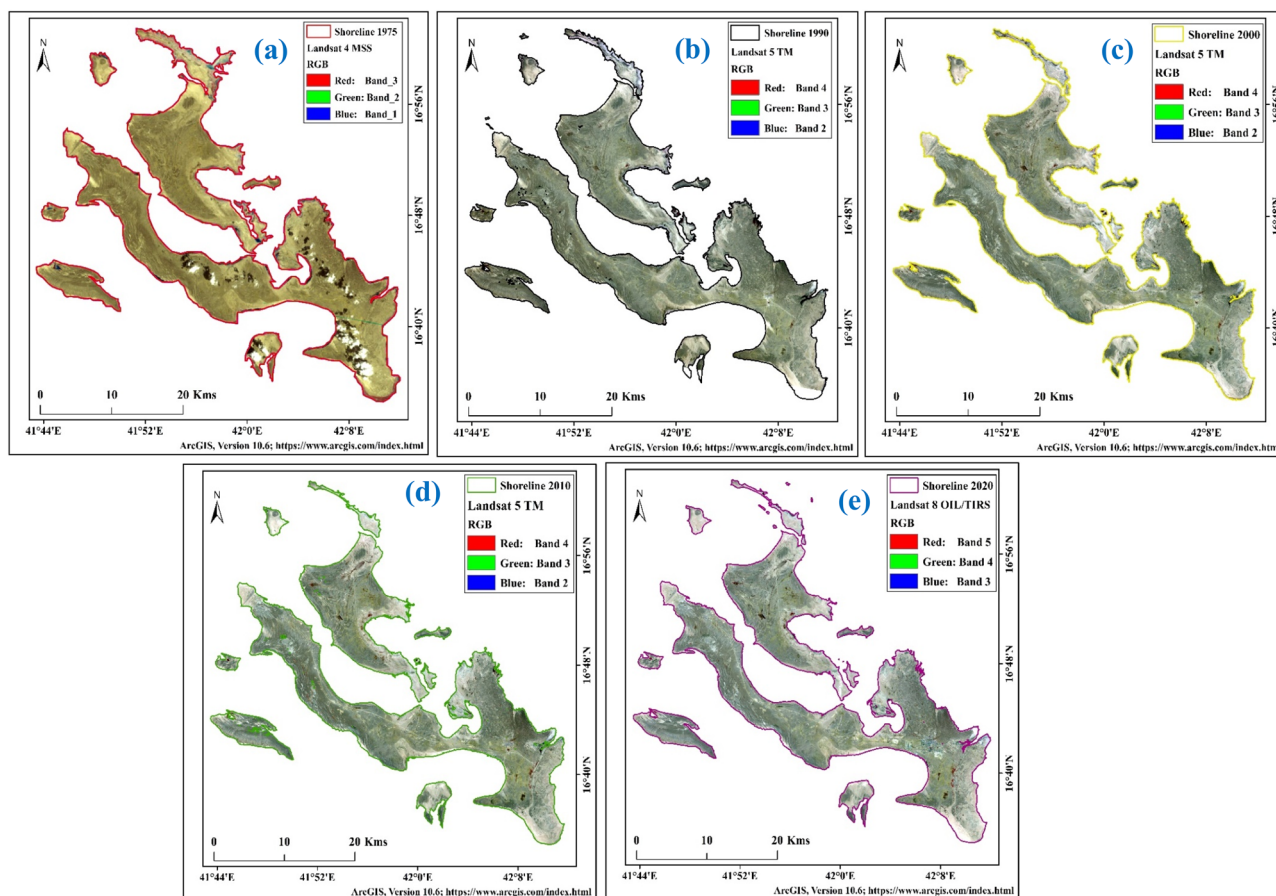 (a)
N
Shoreline 1975
Landsat 4 MSS
RGB
Red: Band_3
Green: Band_2
Blue: Band_1
16°56'N
16°48'N
16°40'N
0 10 20 Kms
41°44'E 41°52'E 42°0'E 42°8'E
ArcGIS, Version 10.6; https://www.arcgis.com/index.html
(b)
N
Shoreline 1990
Landsat 5 TM
RGB
Red: Band 4
Green: Band 3
Blue: Band 2
16°56'N
16°48'N
16°40'N
0 10 20 Kms
41°44'E 41°52'E 42°0'E 42°8'E
ArcGIS, Version 10.6; https://www.arcgis.com/index.html
(c)
N
Shoreline 2000
Landsat 5 TM
RGB
Red: Band 4
Green: Band 3
Blue: Band 2
16°56'N
16°48'N
16°40'N
0 10 20 Kms
41°44'E 41°52'E 42°0'E 42°8'E
ArcGIS, Version 10.6; https://www.arcgis.com/index.html
(d)
N
Shoreline 2010
Landsat 5 TM
RGB
Red: Band 4
Green: Band 3
Blue: Band 2
16°56'N
16°48'N
16°40'N
0 10 20 Kms
41°44'E 41°52'E 42°0'E 42°8'E
ArcGIS, Version 10.6; https://www.arcgis.com/index.html
(e)
N
Shoreline 2020
Landsat 8 OIL/TIRS
RGB
Red: Band 5
Green: Band 4
Blue: Band 3
16°56'N
16°48'N
16°40'N
0 10 20 Kms
41°44'E 41°52'E 42°0'E 42°8'E
ArcGIS, Version 10.6; https://www.arcgis.com/index.html